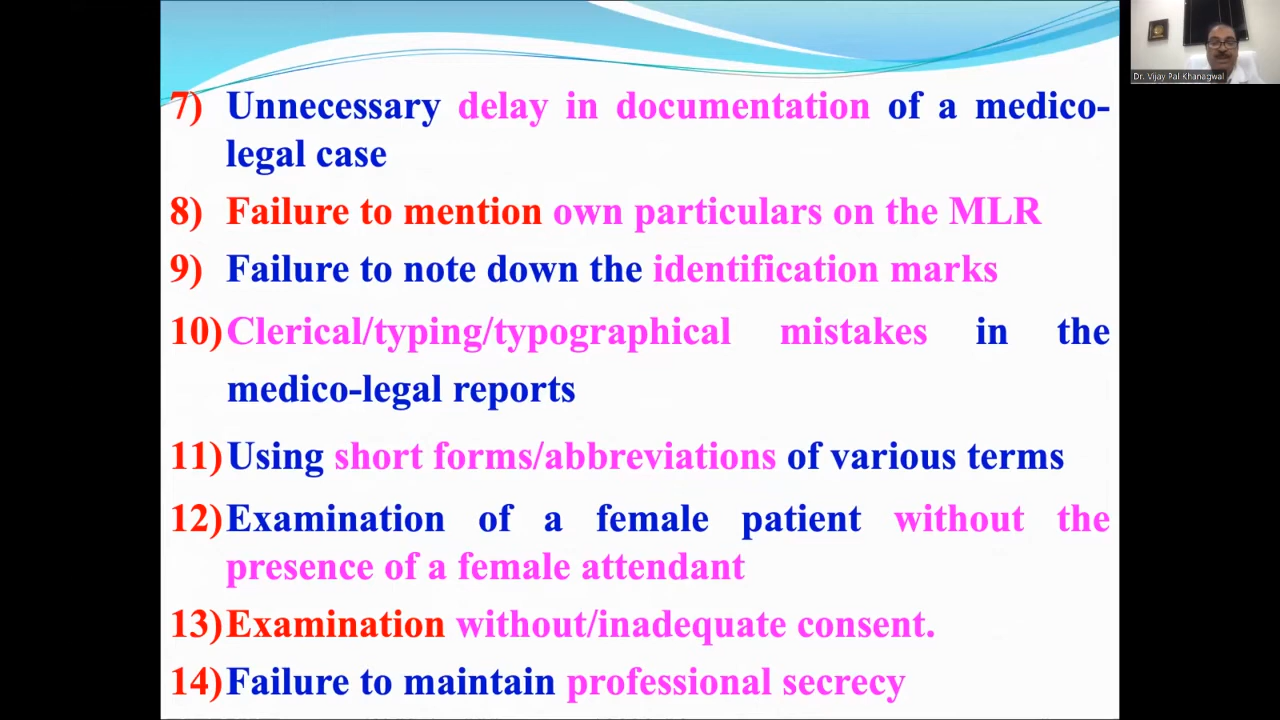 7) Unnecessary delay in documentation of a medico-
legal case
8) Failure to mention own particulars on the MLR
9) Failure to note down the identification marks
10) Clerical/typing/typographical mistakes in the
medico-legal reports
11) Using short forms/abbreviations of various terms
12) Examination of a female patient without the
presence of a female attendant
13) Examination without/inadequate consent.
14) Failure to maintain professional secrecy
Dr. Vijay Pal Khanagwal